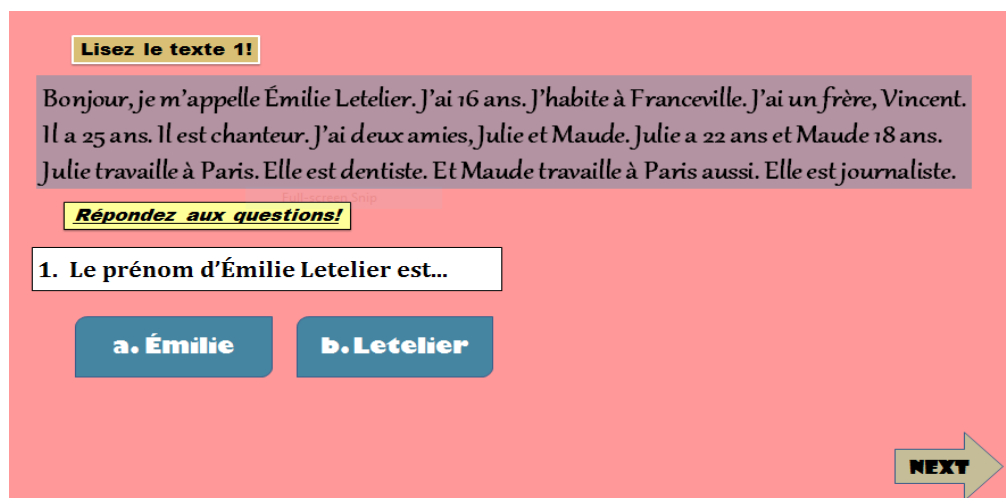 Lisez le texte 1!
Bonjour, je m'appelle Émilie Letelier. J'ai 16 ans. J'habite à Franceville. J'ai un frère, Vincent.
Il a 25 ans. Il est chanteur. J'ai deux amies, Julie et Maude. Julie a 22 ans et Maude 18 ans.
Julie travaille à Paris. Elle est dentiste. Et Maude travaille à Paris aussi. Elle est journaliste.
Full-screen Snip
Répondez aux questions!
1. Le prénom d'Émilie Letelier est...
a. Émilie
b. Letelier
NEXT